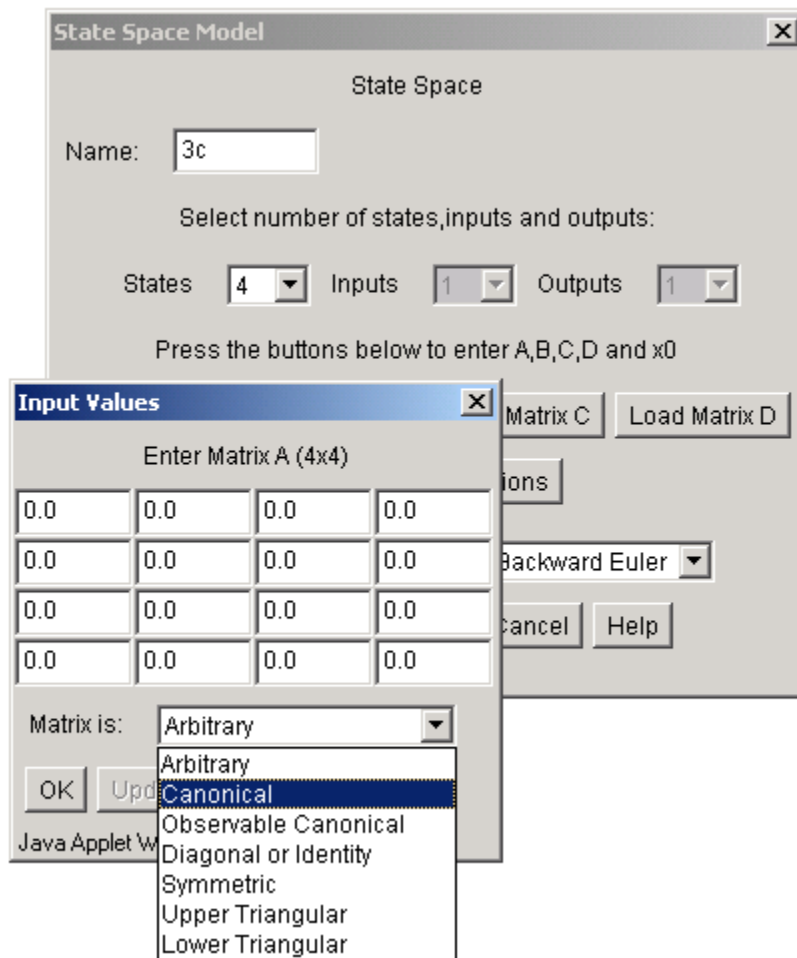 State Space Model
State Space
Name: 3c
Select number of states,inputs and outputs:
States 4 Inputs 1 Outputs 1
Press the buttons below to enter A,B,C,D and x0
Matrix C Load Matrix D
Backward Euler
Help
Input Values
Enter Matrix A (4x4)
0.0 0.0 0.0 0.0
0.0 0.0 0.0 0.0
0.0 0.0 0.0 0.0
0.0 0.0 0.0 0.0
Matrix is: Arbitrary
Arbitrary
Canonical
Observable Canonical
Diagonal or Identity
Symmetric
Upper Triangular
Lower Triangular
OK
Java Applet